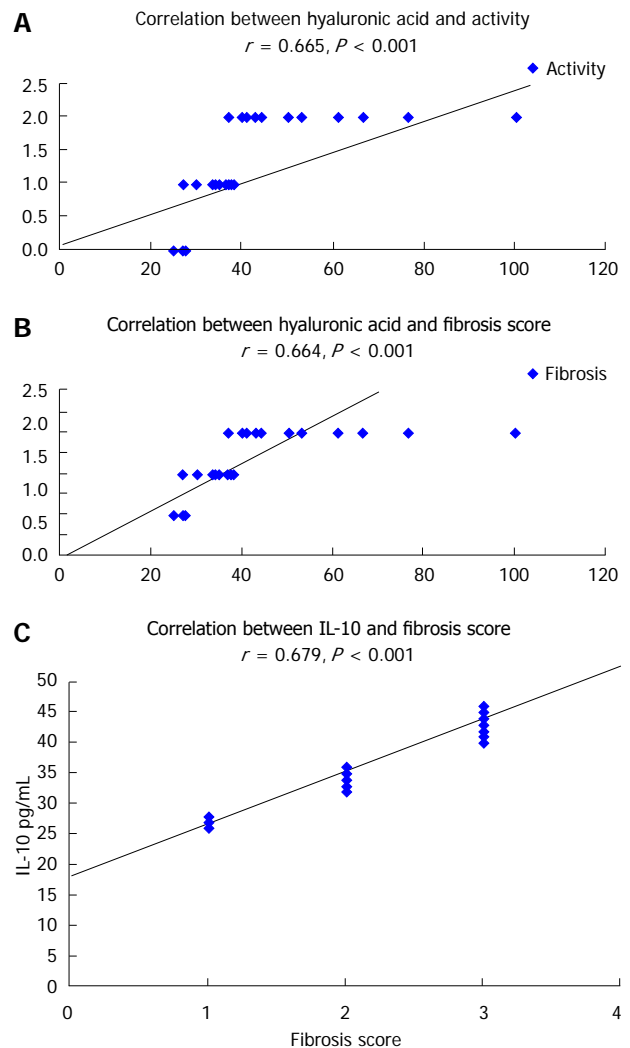 A
Correlation between hyaluronic acid and activity
r = 0.665, P < 0.001
Activity
2.5
2.0
1.5
1.0
0.5
0.0
0 20 40 60 80 100 120
B
Correlation between hyaluronic acid and fibrosis score
r = 0.664, P < 0.001
Fibrosis
2.5
2.0
1.5
1.0
0.5
0.0
0 20 40 60 80 100 120
C
Correlation between IL-10 and fibrosis score
r = 0.679, P < 0.001
IL-10 pg/mL
50
45
40
35
30
25
20
15
10
5
0
0 1 2 3 4
Fibrosis score